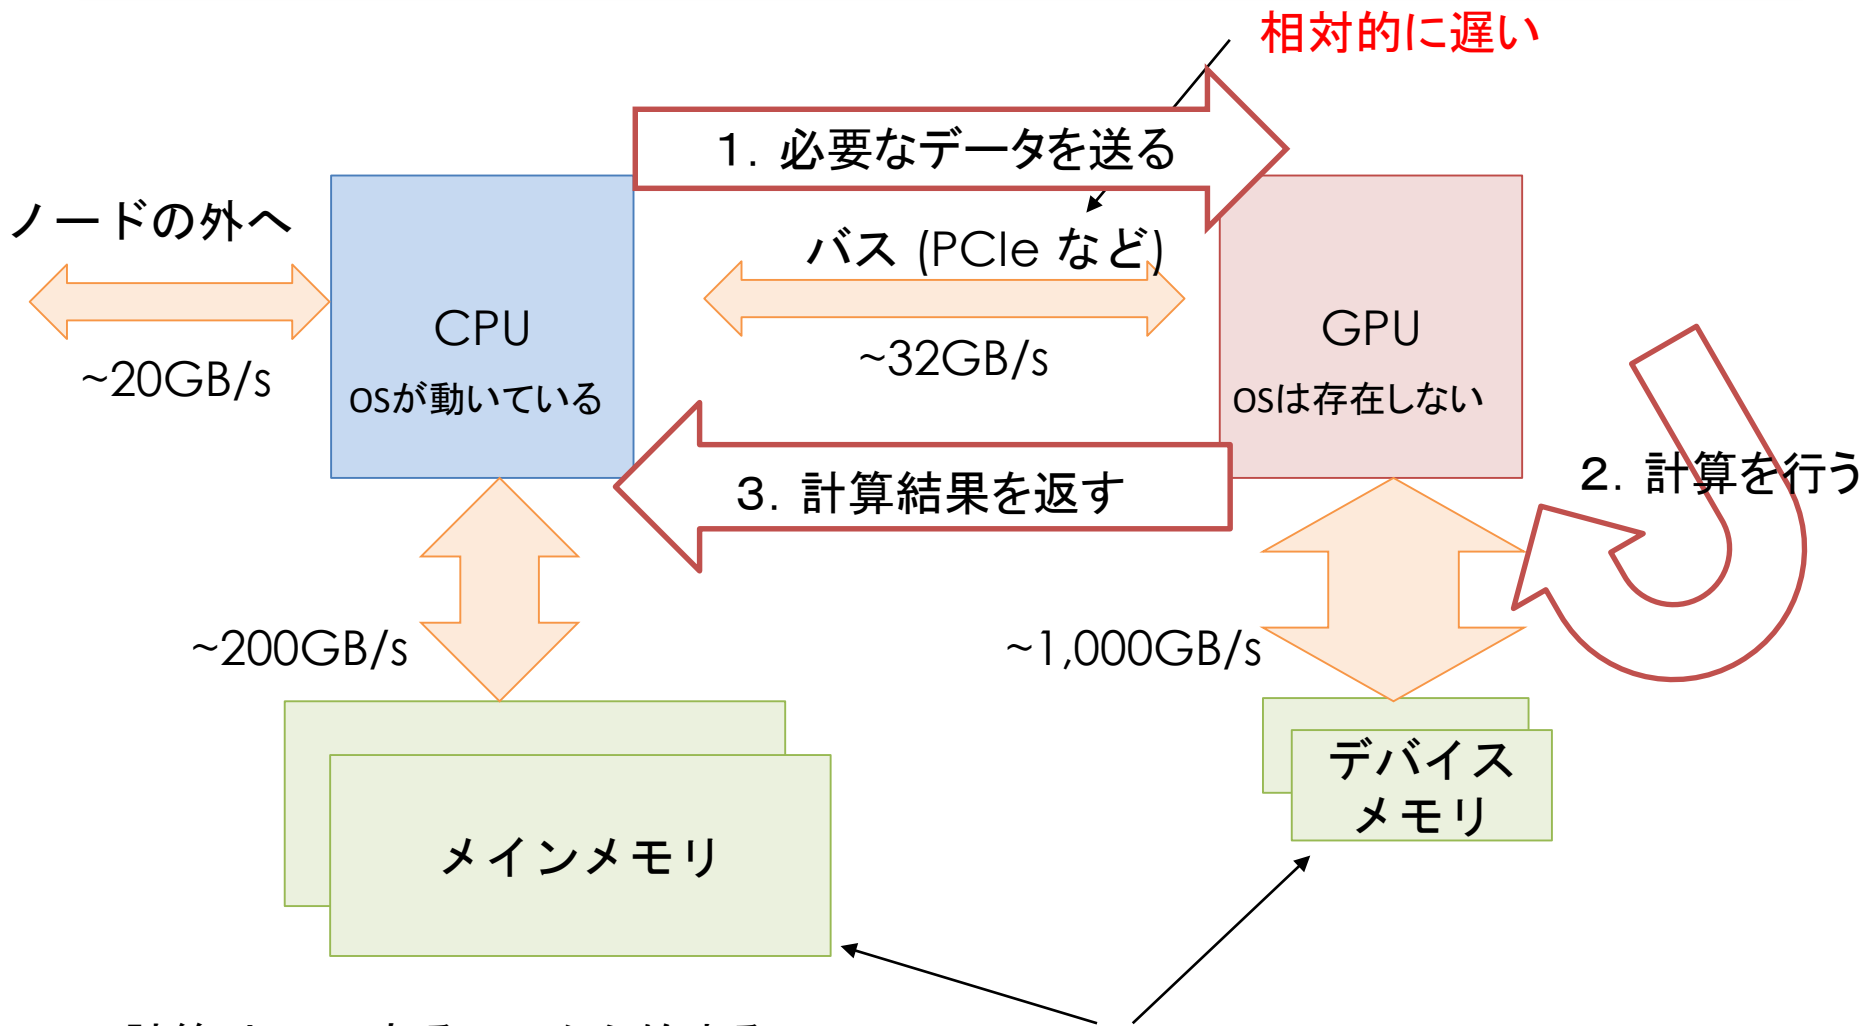 相対的に遅い
1. 必要なデータを送る
ノードの外へ
バス (PCIe など)
CPU
GPU
~20GB/s
~32GB/s
OSが動いている
OSは存在しない
2. 計算を行う
3. 計算結果を返す
~200GB/s
~1,000GB/s
デバイス
メモリ
メインメモリ